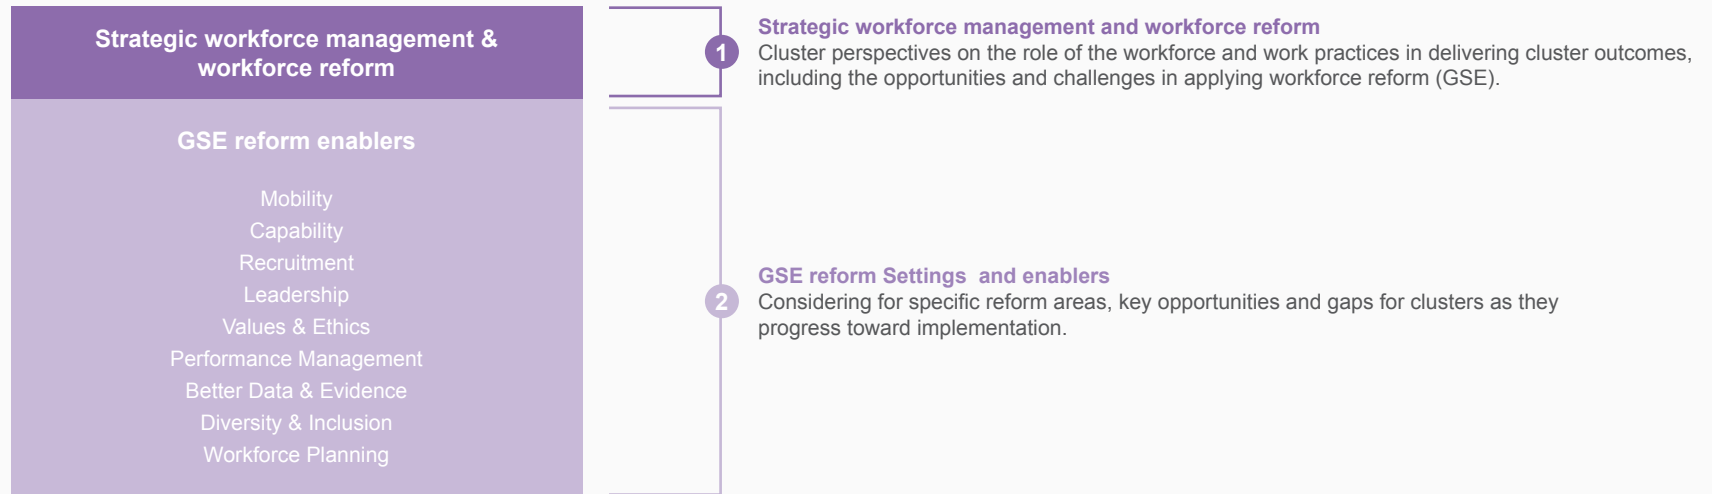 Strategic workforce management &
workforce reform
GSE reform enablers
Mobility
Capability
Recruitment
Leadership
Values & Ethics
Performance Management
Better Data & Evidence
Diversity & Inclusion
Workforce Planning
1
Strategic workforce management and workforce reform
Cluster perspectives on the role of the workforce and work practices in delivering cluster outcomes,
including the opportunities and challenges in applying workforce reform (GSE).
2
GSE reform Settings  and enablers
Considering for specific reform areas, key opportunities and gaps for clusters as they
progress toward implementation.